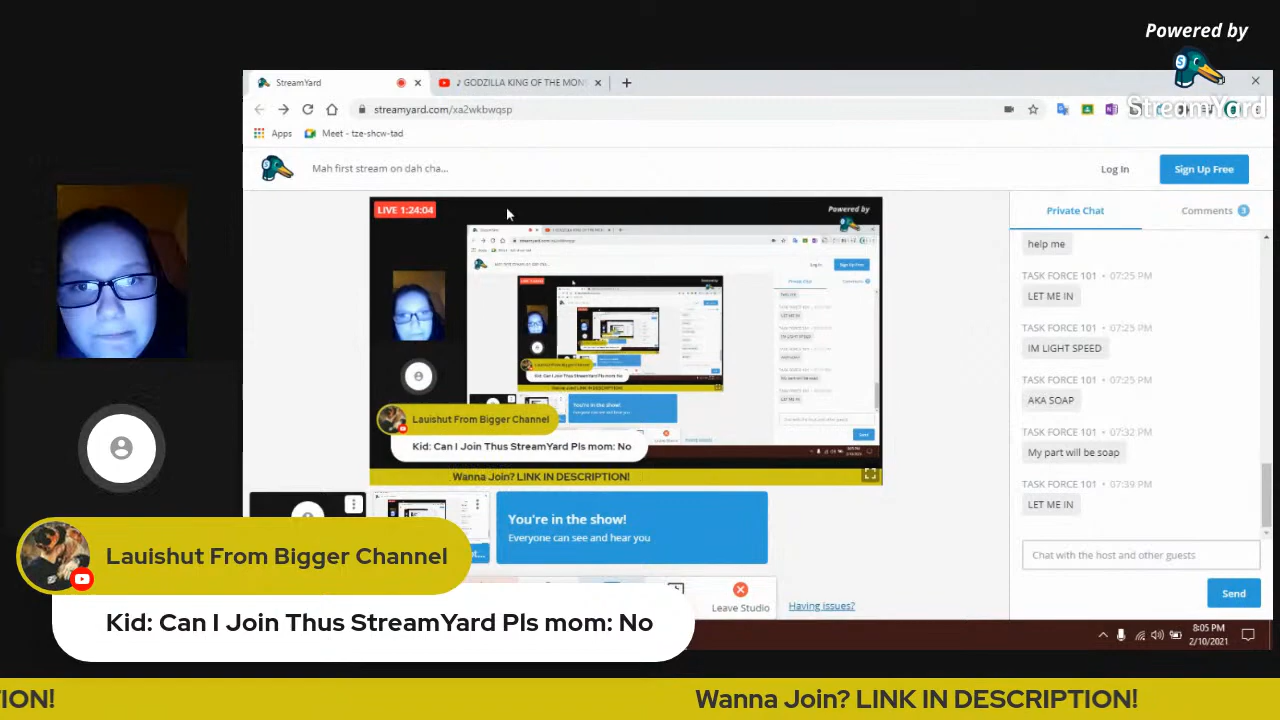 Powered by
StreamYard
StreamYard
♪ GODZILLA KING OF THE MON
streamyard.com/xa2wkbwqsp
Apps
Meet - tze-shcw-tad
Mah first stream on dah cha...
Log In
Sign Up Free
LIVE 1:24:04
Powered by
Private Chat
Comments 3
help me
TASK FORCE 101 • 07:25 PM
LET ME IN
TASK FORCE 101 • 07:25 PM
IM LIGHT SPEED
TASK FORCE 101 • 07:25 PM
AKA SOAP
TASK FORCE 101 • 07:32 PM
My part will be soap
TASK FORCE 101 • 07:39 PM
LET ME IN
Lauishut From Bigger Channel
Kid: Can I Join Thus StreamYard Pls mom: No
Wanna Join? LINK IN DESCRIPTION!
You're in the show!
Everyone can see and hear you
Chat with the host and other guests
Send
Leave Studio
Having issues?
8:05 PM
2/10/2021
Lauishut From Bigger Channel
Kid: Can I Join Thus StreamYard Pls mom: No
ION!
Wanna Join? LINK IN DESCRIPTION!